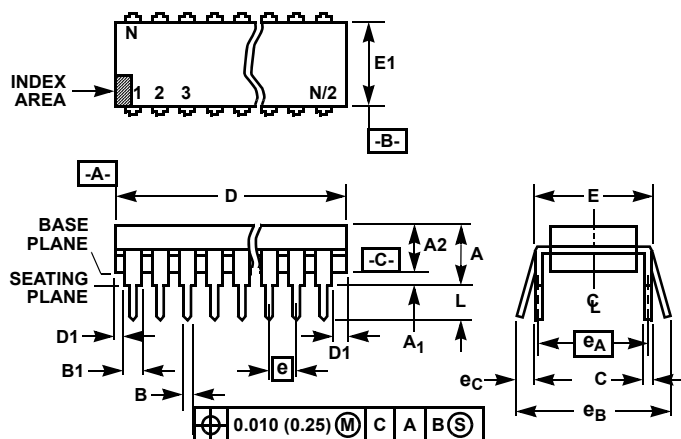 N
INDEX
AREA
1 2 3 N/2
E1
-B-
-A-
D
E
BASE
PLANE
A2
A
-C-
SEATING
PLANE
L
D1
B1
B
D1
e
A1
℄
eA
eC
C
eB
⌖ 0.010 (0.25) Ⓜ C A B Ⓢ